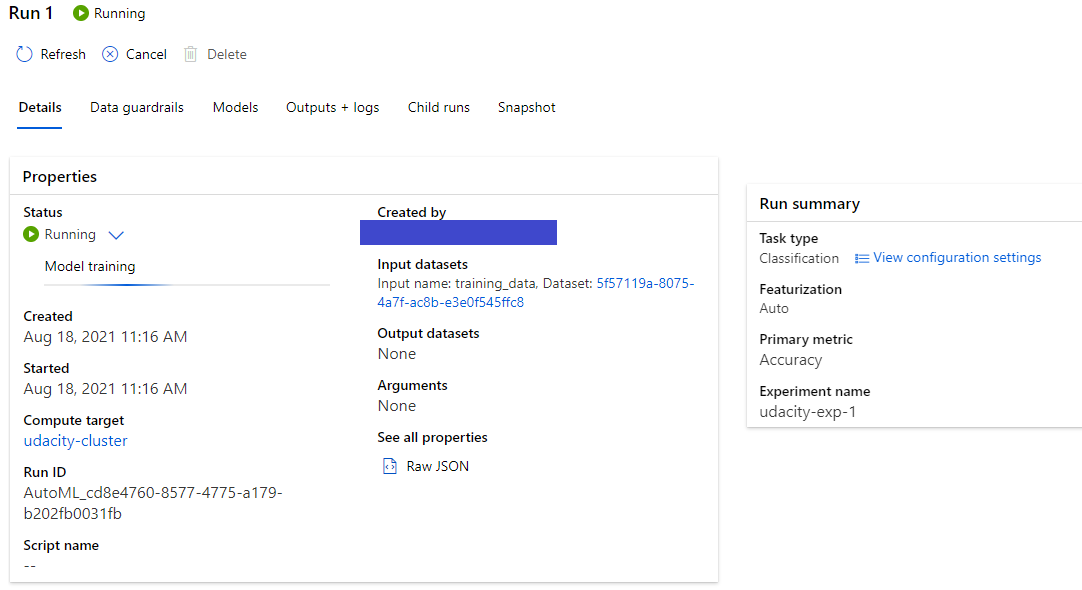 Run 1 Running
Refresh Cancel Delete
Details Data guardrails Models Outputs + logs Child runs Snapshot
Properties
Status
Running
Model training
Created
Aug 18, 2021 11:16 AM
Started
Aug 18, 2021 11:16 AM
Compute target
udacity-cluster
Run ID
AutoML_cd8e4760-8577-4775-a179-
b202fb0031fb
Script name
--
Created by
Input datasets
Input name: training_data, Dataset: 5f57119a-8075-
4a7f-ac8b-e3e0f545ffc8
Output datasets
None
Arguments
None
See all properties
Raw JSON
Run summary
Task type
Classification View configuration settings
Featurization
Auto
Primary metric
Accuracy
Experiment name
udacity-exp-1